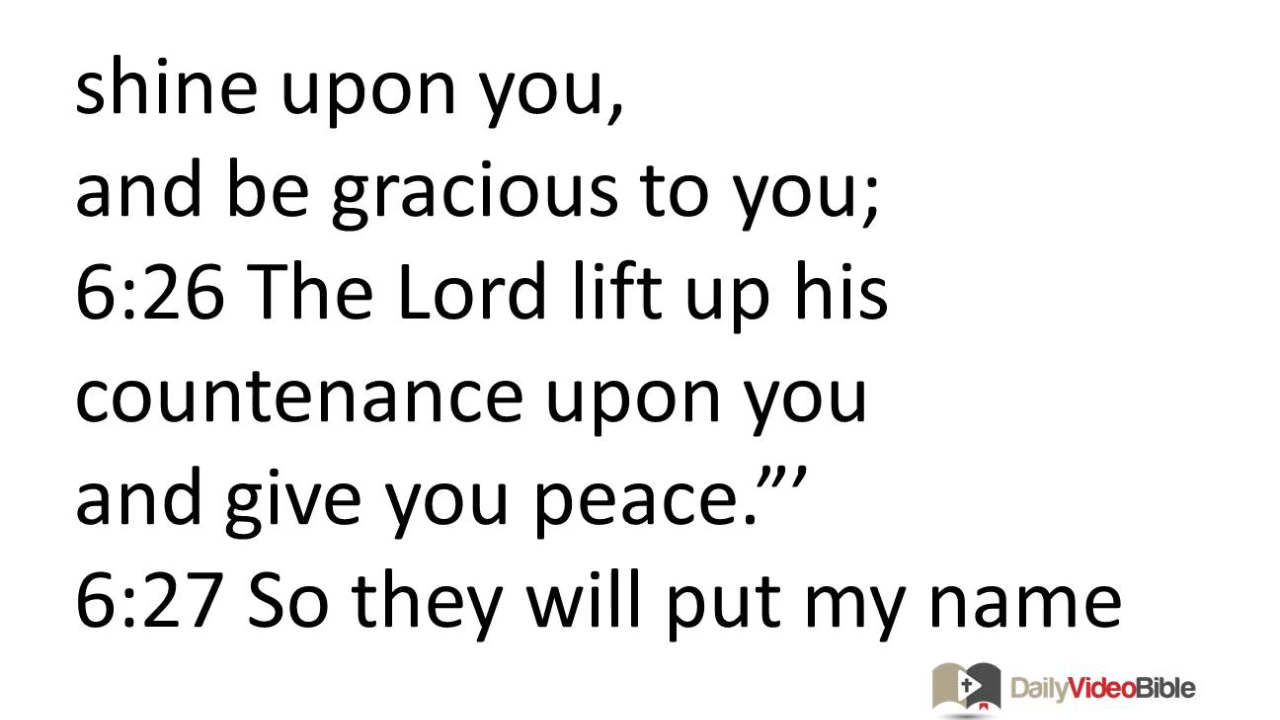 shine upon you,
and be gracious to you;
6:26 The Lord lift up his
countenance upon you
and give you peace.”’
6:27 So they will put my name
DailyVideoBible